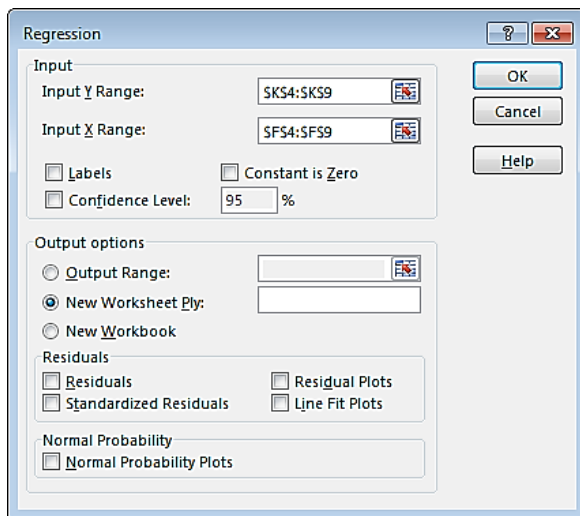 Regression
Input
Input Y Range:
$K$4:$K$9
Input X Range:
$F$4:$F$9
Labels
Constant is Zero
Confidence Level:
95 %
Output options
Output Range:
New Worksheet Ply:
New Workbook
Residuals
Residuals
Residual Plots
Standardized Residuals
Line Fit Plots
Normal Probability
Normal Probability Plots
?
OK
Cancel
Help